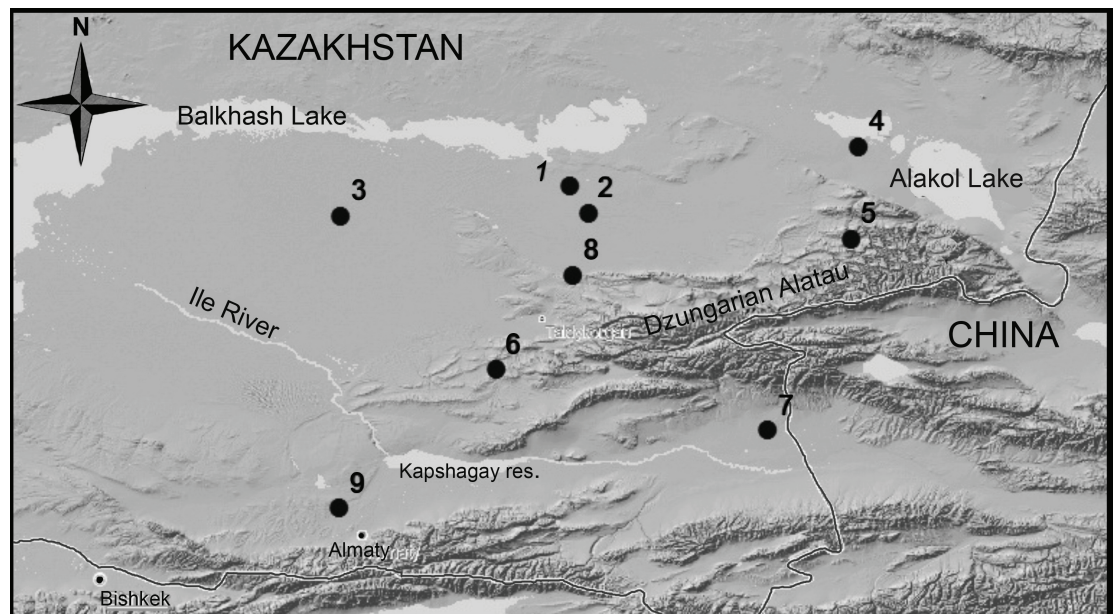 N
KAZAKHSTAN
Balkhash Lake
4
1
2
Alakol Lake
3
5
8
Ile River
Dzungarian Alatau
CHINA
Taldykorgan
6
7
Kapshagay res.
9
Almaty
Bishkek